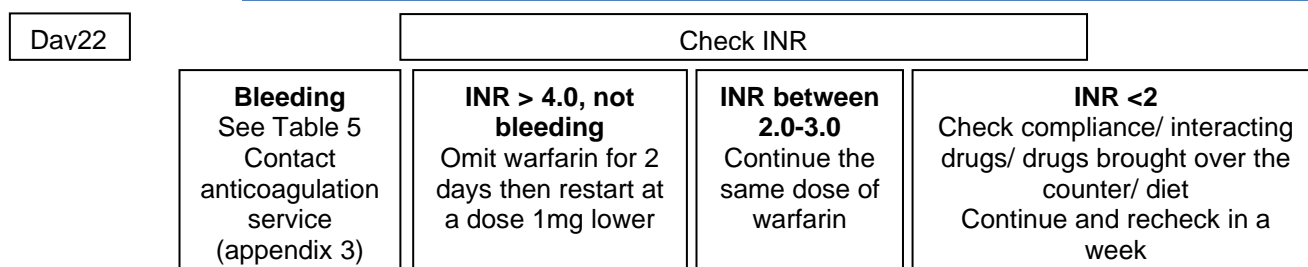 Day22
Check INR
Bleeding
See Table 5
Contact
anticoagulation
service
(appendix 3)
INR > 4.0, not
bleeding
Omit warfarin for 2
days then restart at
a dose 1mg lower
INR between
2.0-3.0
Continue the
same dose of
warfarin
INR <2
Check compliance/ interacting
drugs/ drugs brought over the
counter/ diet
Continue and recheck in a
week